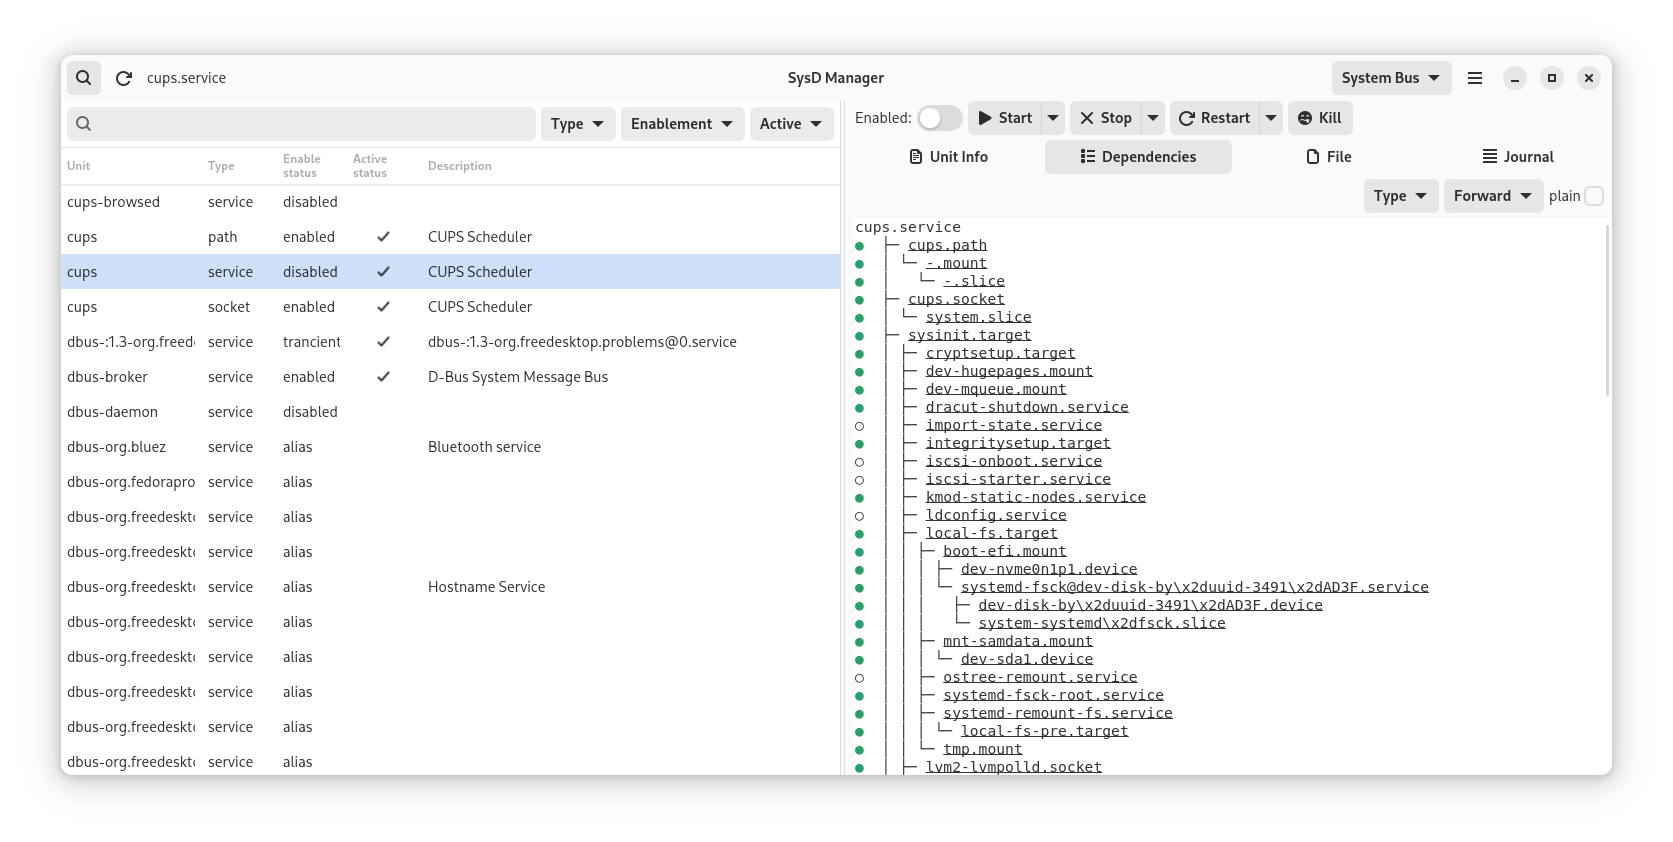 cups.service
SysD Manager
System Bus
Type
Enablement
Active
Enabled:
Start
Stop
Restart
Kill
Unit Info
Dependencies
File
Journal
Type
Forward
plain
Unit Type Enable status Active status Description
cups-browsed service disabled
cups path enabled CUPS Scheduler
cups service disabled CUPS Scheduler
cups socket enabled CUPS Scheduler
dbus-:1.3-org.freed service trancient dbus-:1.3-org.freedesktop.problems@0.service
dbus-broker service enabled D-Bus System Message Bus
dbus-daemon service disabled
dbus-org.bluez service alias Bluetooth service
dbus-org.fedorapro service alias
dbus-org.freedeskt service alias
dbus-org.freedeskt service alias
dbus-org.freedeskt service alias Hostname Service
dbus-org.freedeskt service alias
dbus-org.freedeskt service alias
dbus-org.freedeskt service alias
dbus-org.freedeskt service alias
dbus-org.freedeskt service alias
cups.service
cups.path
-.mount
-.slice
cups.socket
system.slice
sysinit.target
cryptsetup.target
dev-hugepages.mount
dev-mqueue.mount
dracut-shutdown.service
import-state.service
integritysetup.target
iscsi-onboot.service
iscsi-starter.service
kmod-static-nodes.service
ldconfig.service
local-fs.target
boot-efi.mount
dev-nvme0n1p1.device
systemd-fsck@dev-disk-by\x2duuid-3491\x2dAD3F.service
dev-disk-by\x2duuid-3491\x2dAD3F.device
system-systemd\x2dfsck.slice
mnt-samdata.mount
dev-sda1.device
ostree-remount.service
systemd-fsck-root.service
systemd-remount-fs.service
local-fs-pre.target
tmp.mount
lvm2-lvmpolld.socket